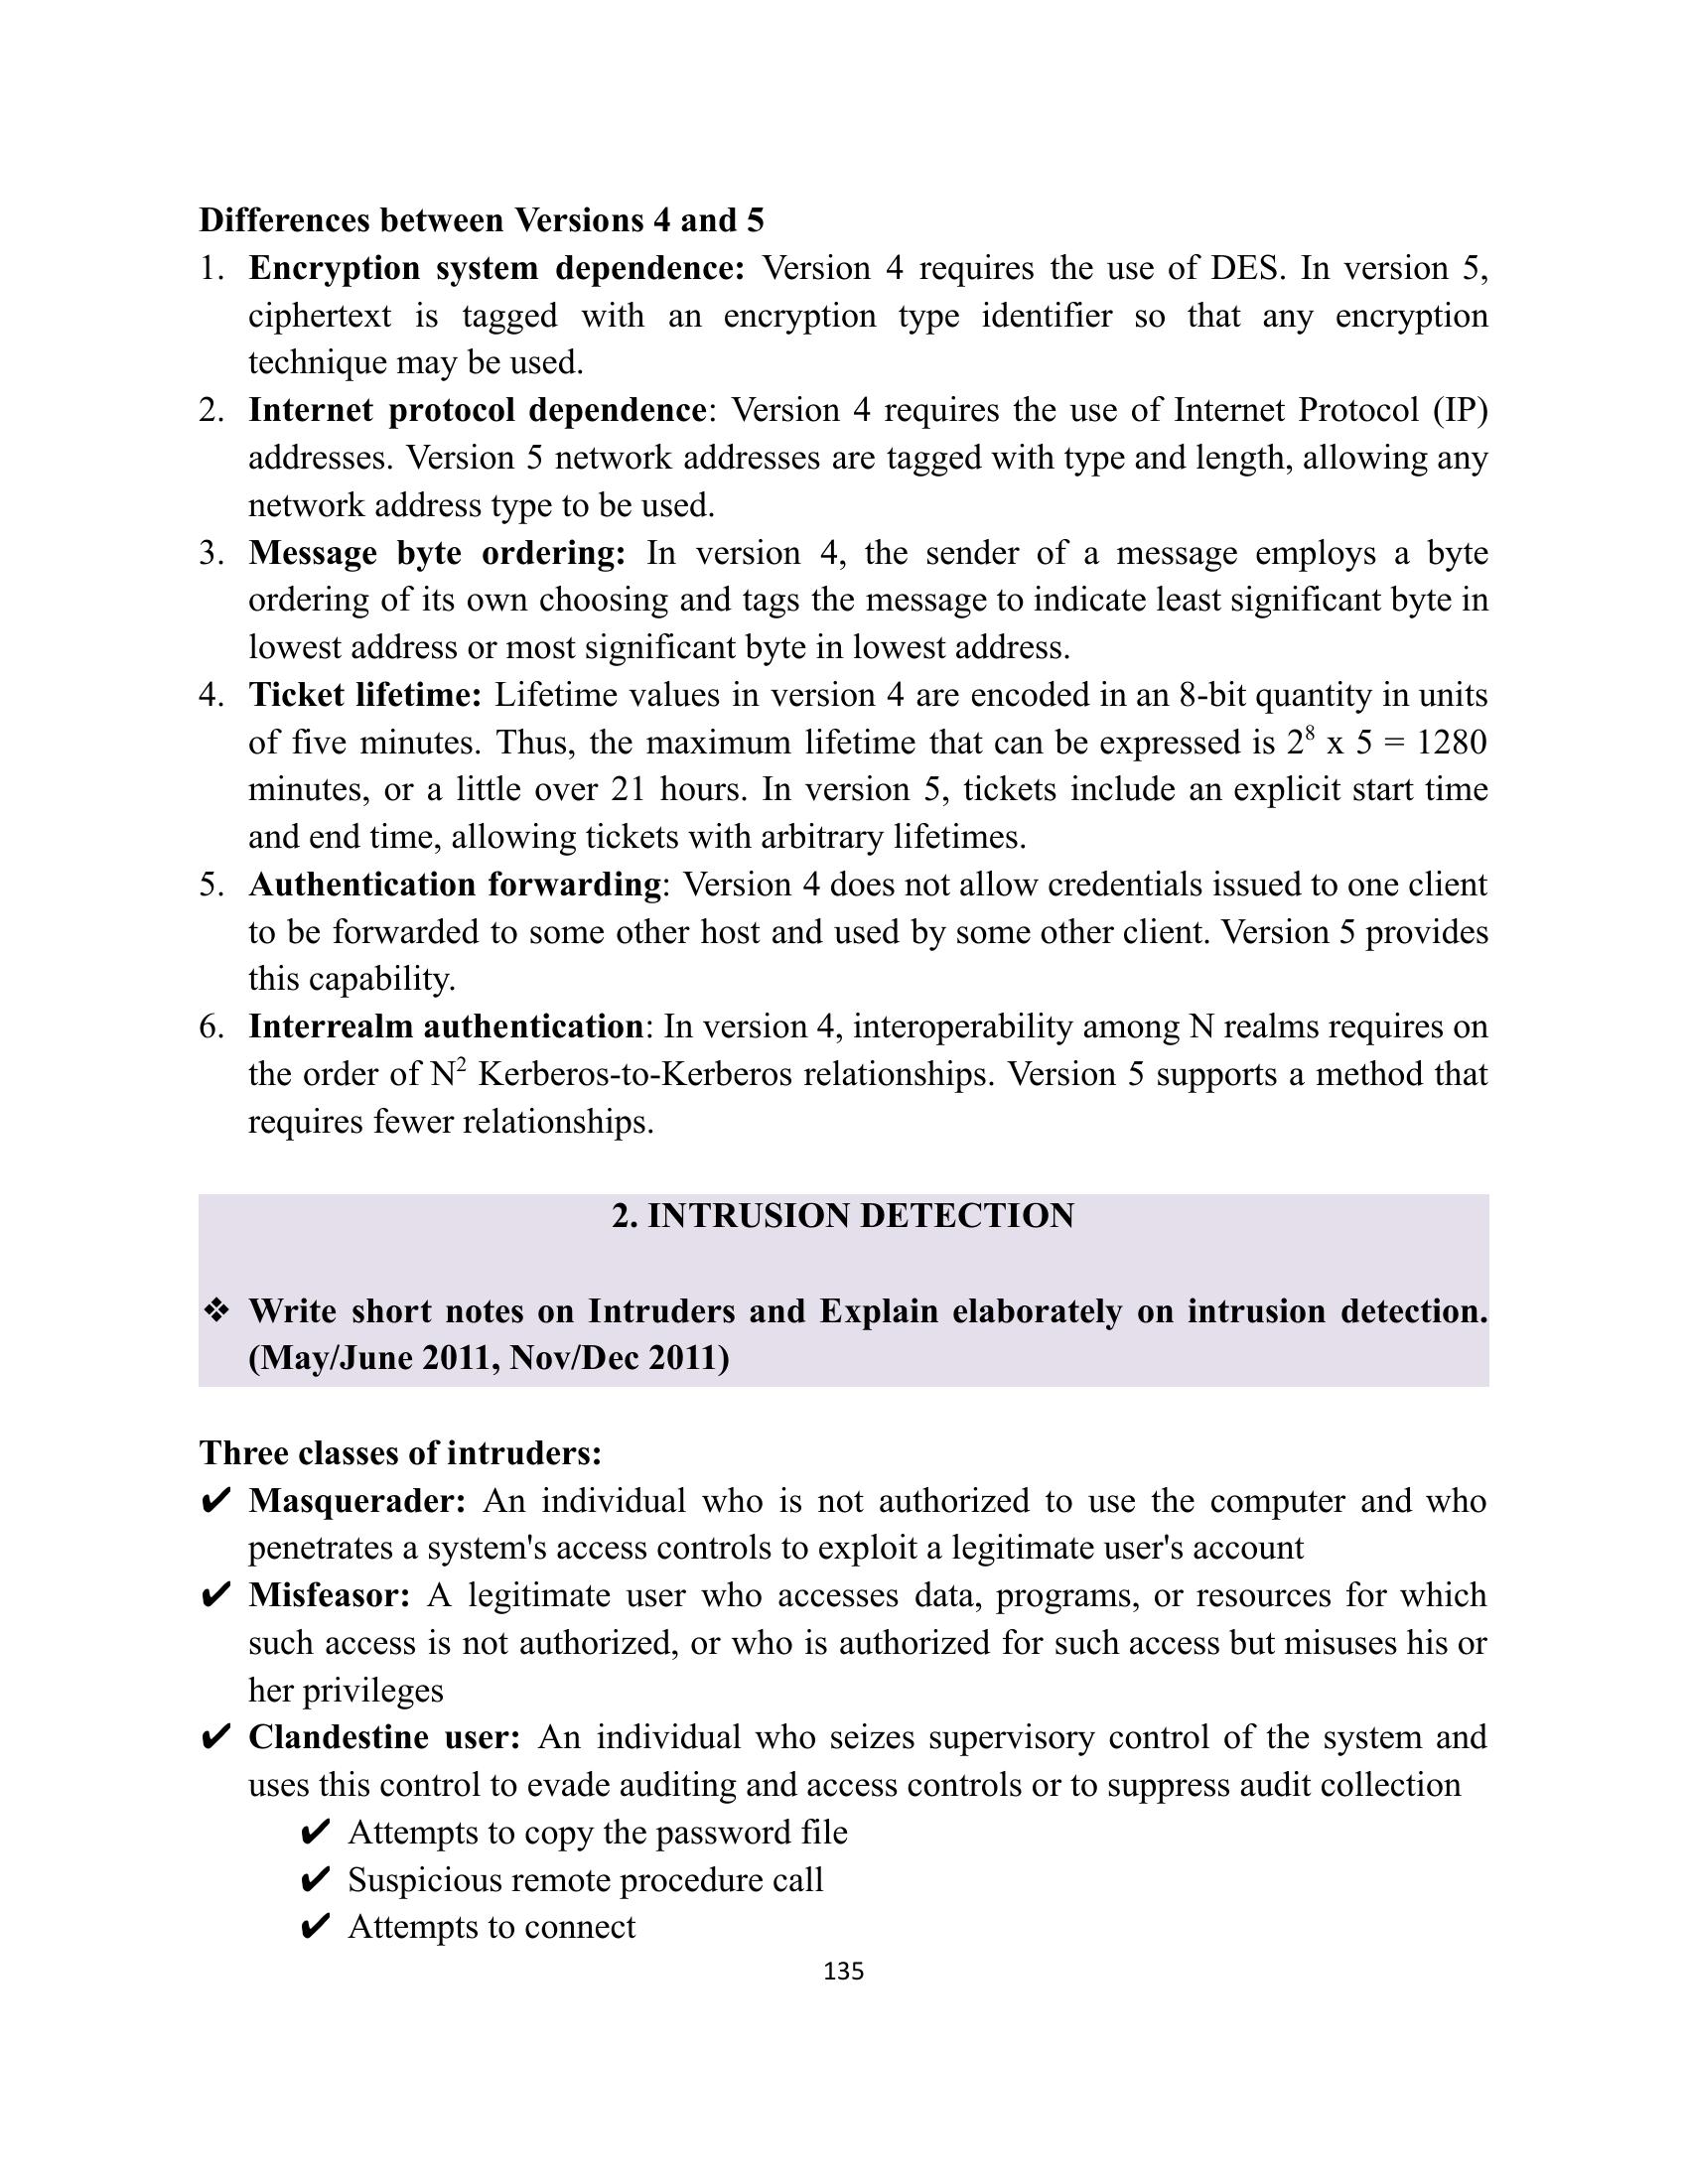 Differences between Versions 4 and 5
1. Encryption system dependence: Version 4 requires the use of DES. In version 5,
ciphertext is tagged with an encryption type identifier so that any encryption
technique may be used.
2. Internet protocol dependence: Version 4 requires the use of Internet Protocol (IP)
addresses. Version 5 network addresses are tagged with type and length, allowing any
network address type to be used.
3. Message byte ordering: In version 4, the sender of a message employs a byte
ordering of its own choosing and tags the message to indicate least significant byte in
lowest address or most significant byte in lowest address.
4. Ticket lifetime: Lifetime values in version 4 are encoded in an 8-bit quantity in units
of five minutes. Thus, the maximum lifetime that can be expressed is 2⁸ x 5 = 1280
minutes, or a little over 21 hours. In version 5, tickets include an explicit start time
and end time, allowing tickets with arbitrary lifetimes.
5. Authentication forwarding: Version 4 does not allow credentials issued to one client
to be forwarded to some other host and used by some other client. Version 5 provides
this capability.
6. Interrealm authentication: In version 4, interoperability among N realms requires on
the order of N² Kerberos-to-Kerberos relationships. Version 5 supports a method that
requires fewer relationships.
2. INTRUSION DETECTION
❖ Write short notes on Intruders and Explain elaborately on intrusion detection.
(May/June 2011, Nov/Dec 2011)
Three classes of intruders:
✔ Masquerader: An individual who is not authorized to use the computer and who
penetrates a system's access controls to exploit a legitimate user's account
✔ Misfeasor: A legitimate user who accesses data, programs, or resources for which
such access is not authorized, or who is authorized for such access but misuses his or
her privileges
✔ Clandestine user: An individual who seizes supervisory control of the system and
uses this control to evade auditing and access controls or to suppress audit collection
✔ Attempts to copy the password file
✔ Suspicious remote procedure call
✔ Attempts to connect
135